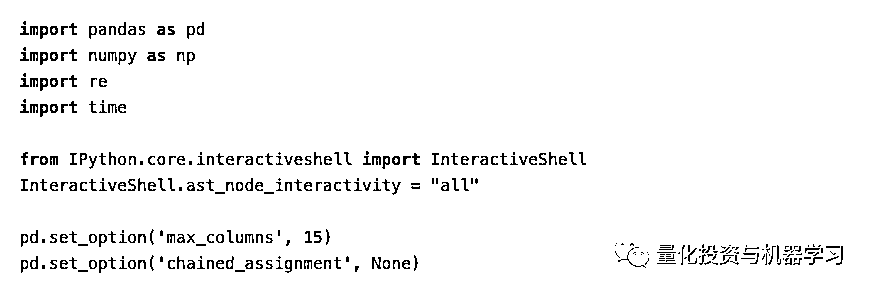 import pandas as pd
import numpy as np
import re
import time
from IPython.core.interactiveshell import InteractiveShell
InteractiveShell.ast_node_interactivity = "all"
pd.set_option('max_columns', 15)
pd.set_option('chained_assignment', None)
量化投资与机器学习